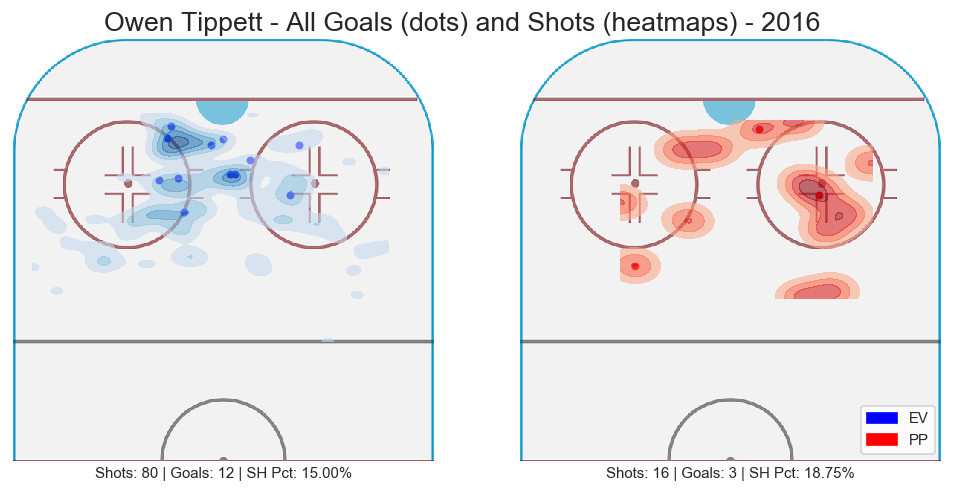 Owen Tippett - All Goals (dots) and Shots (heatmaps) - 2016
EV
PP
Shots: 80 | Goals: 12 | SH Pct: 15.00%
Shots: 16 | Goals: 3 | SH Pct: 18.75%